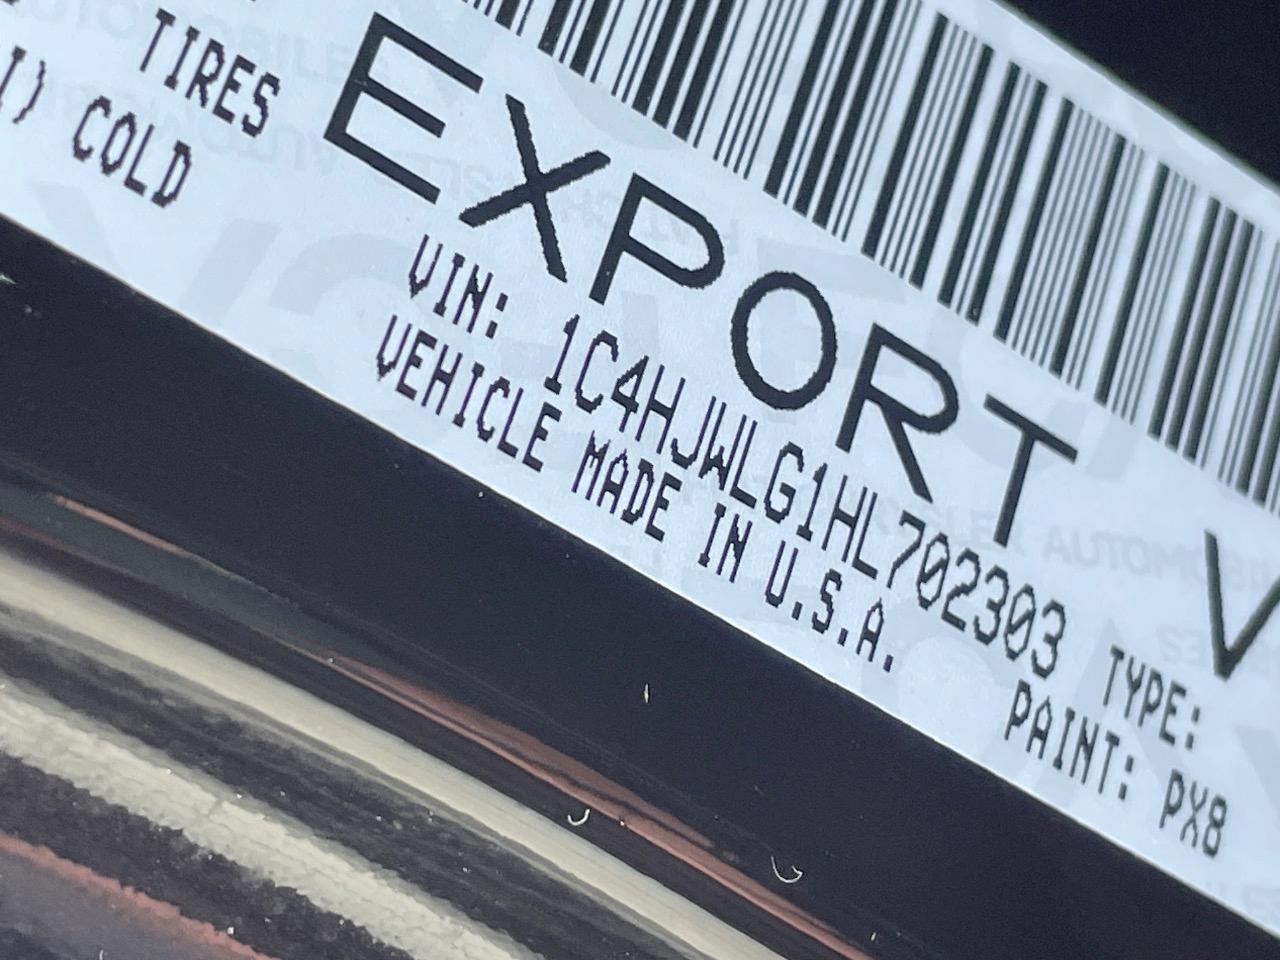 TIRES
I) COLD
EXPORT V
VIN: 1C4HJWLG1HL702303 TYPE:
VEHICLE MADE IN U.S.A.
PAINT: PX8